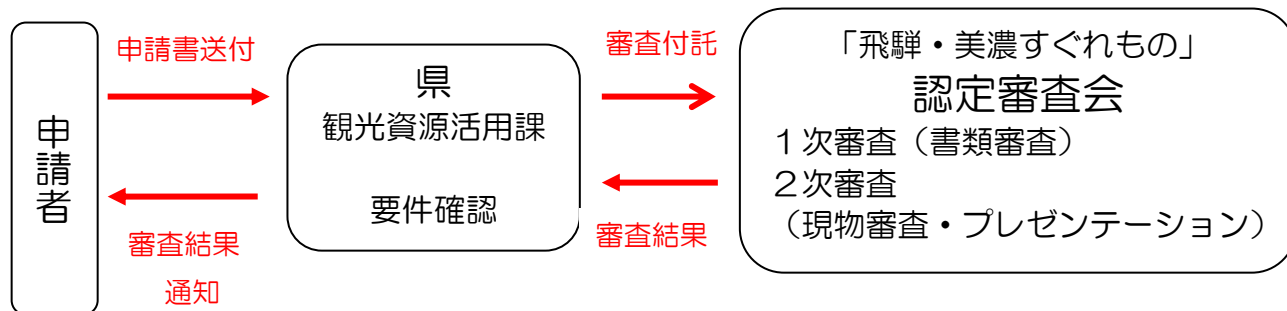 申請者
申請書送付
審査結果
通知
県
観光資源活用課
要件確認
審査付託
審査結果
「飛騨・美濃すぐれもの」
認定審査会
１次審査（書類審査）
２次審査
（現物審査・プレゼンテーション）